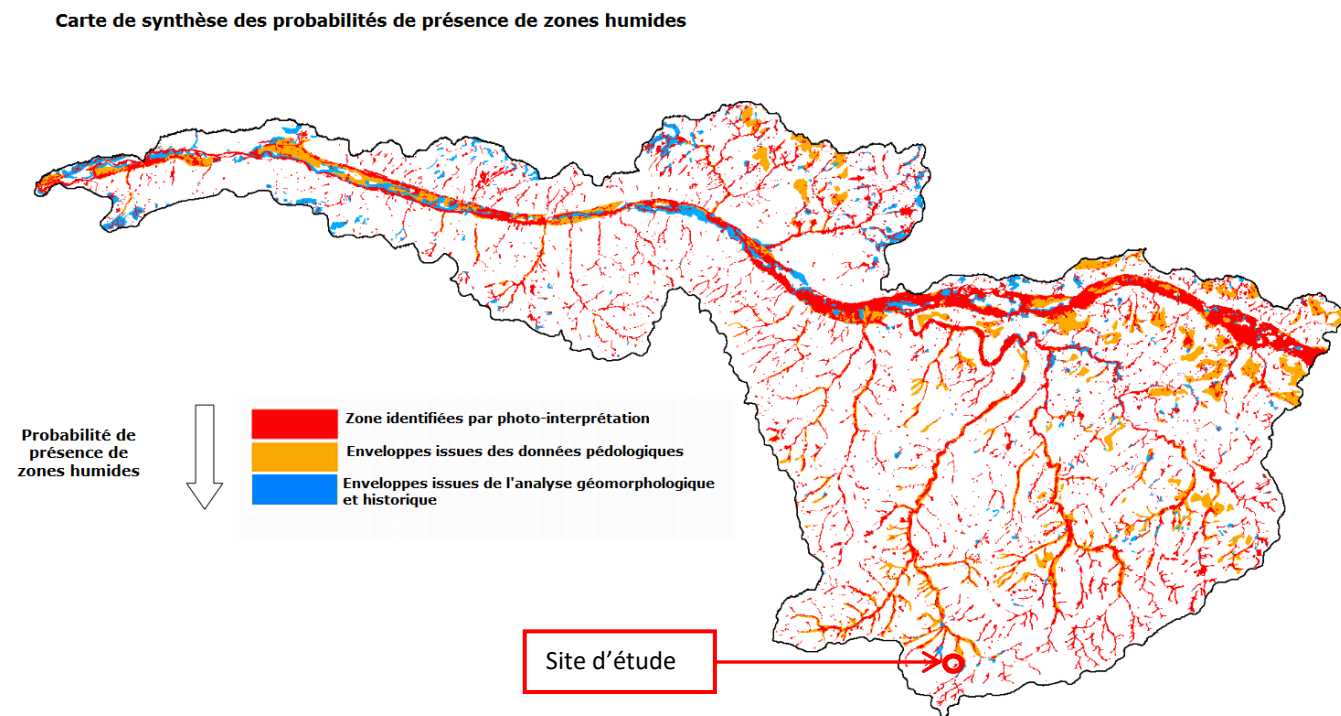 Carte de synthèse des probabilités de présence de zones humides
Probabilité de
présence de
zones humides
Zone identifiées par photo-interprétation
Enveloppes issues des données pédologiques
Enveloppes issues de l'analyse géomorphologique
et historique
Site d'étude